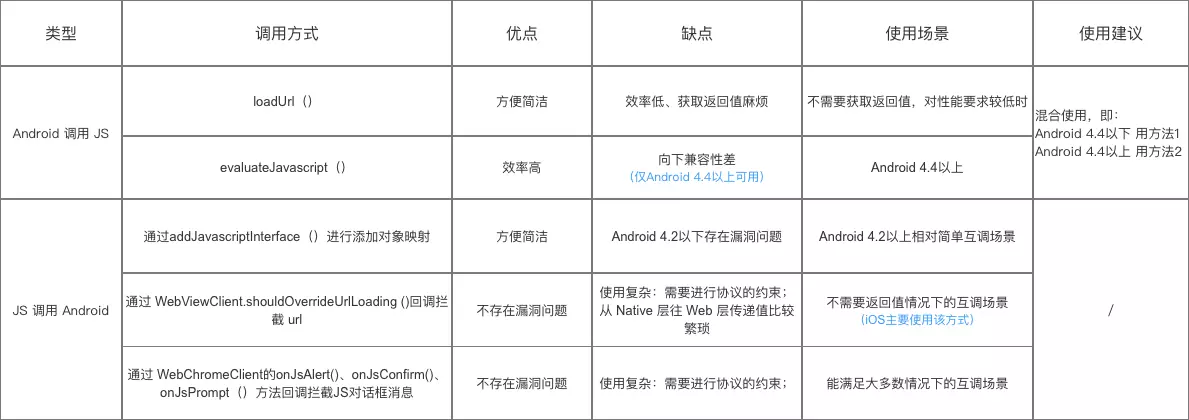 类型
调用方式
优点
缺点
使用场景
使用建议
Android 调用 JS
loadUrl（）
方便简洁
效率低、获取返回值麻烦
不需要获取返回值，对性能要求较低时
混合使用，即：
Android 4.4以下 用方法1
Android 4.4以上 用方法2
evaluateJavascript（）
效率高
向下兼容性差
（仅Android 4.4以上可用）
Android 4.4以上
JS 调用 Android
通过addJavascriptInterface（）进行添加对象映射
方便简洁
Android 4.2以下存在漏洞问题
Android 4.2以上相对简单互调场景
/
通过 WebViewClient.shouldOverrideUrlLoading ()回调拦
截 url
不存在漏洞问题
使用复杂：需要进行协议的约束；
从 Native 层往 Web 层传递值比较
繁琐
不需要返回值情况下的互调场景
（iOS主要使用该方式）
通过 WebChromeClient的onJsAlert()、onJsConfirm()、
onJsPrompt（）方法回调拦截JS对话框消息
不存在漏洞问题
使用复杂：需要进行协议的约束；
能满足大多数情况下的互调场景